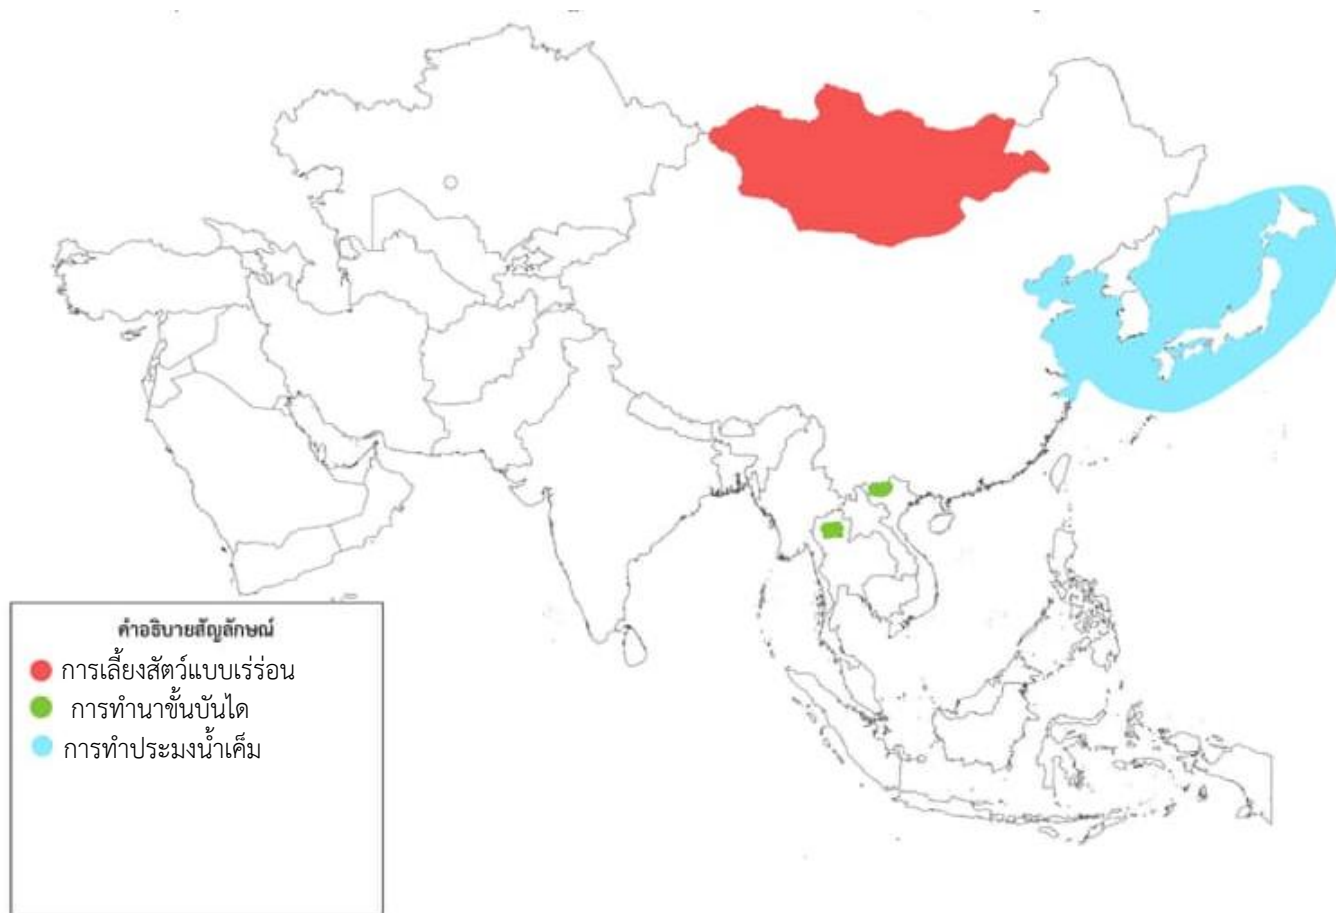 คำอธิบายสัญลักษณ์
การเลี้ยงสัตว์แบบเร่ร่อน
การทำนาขั้นบันได
การทำประมงน้ำเค็ม